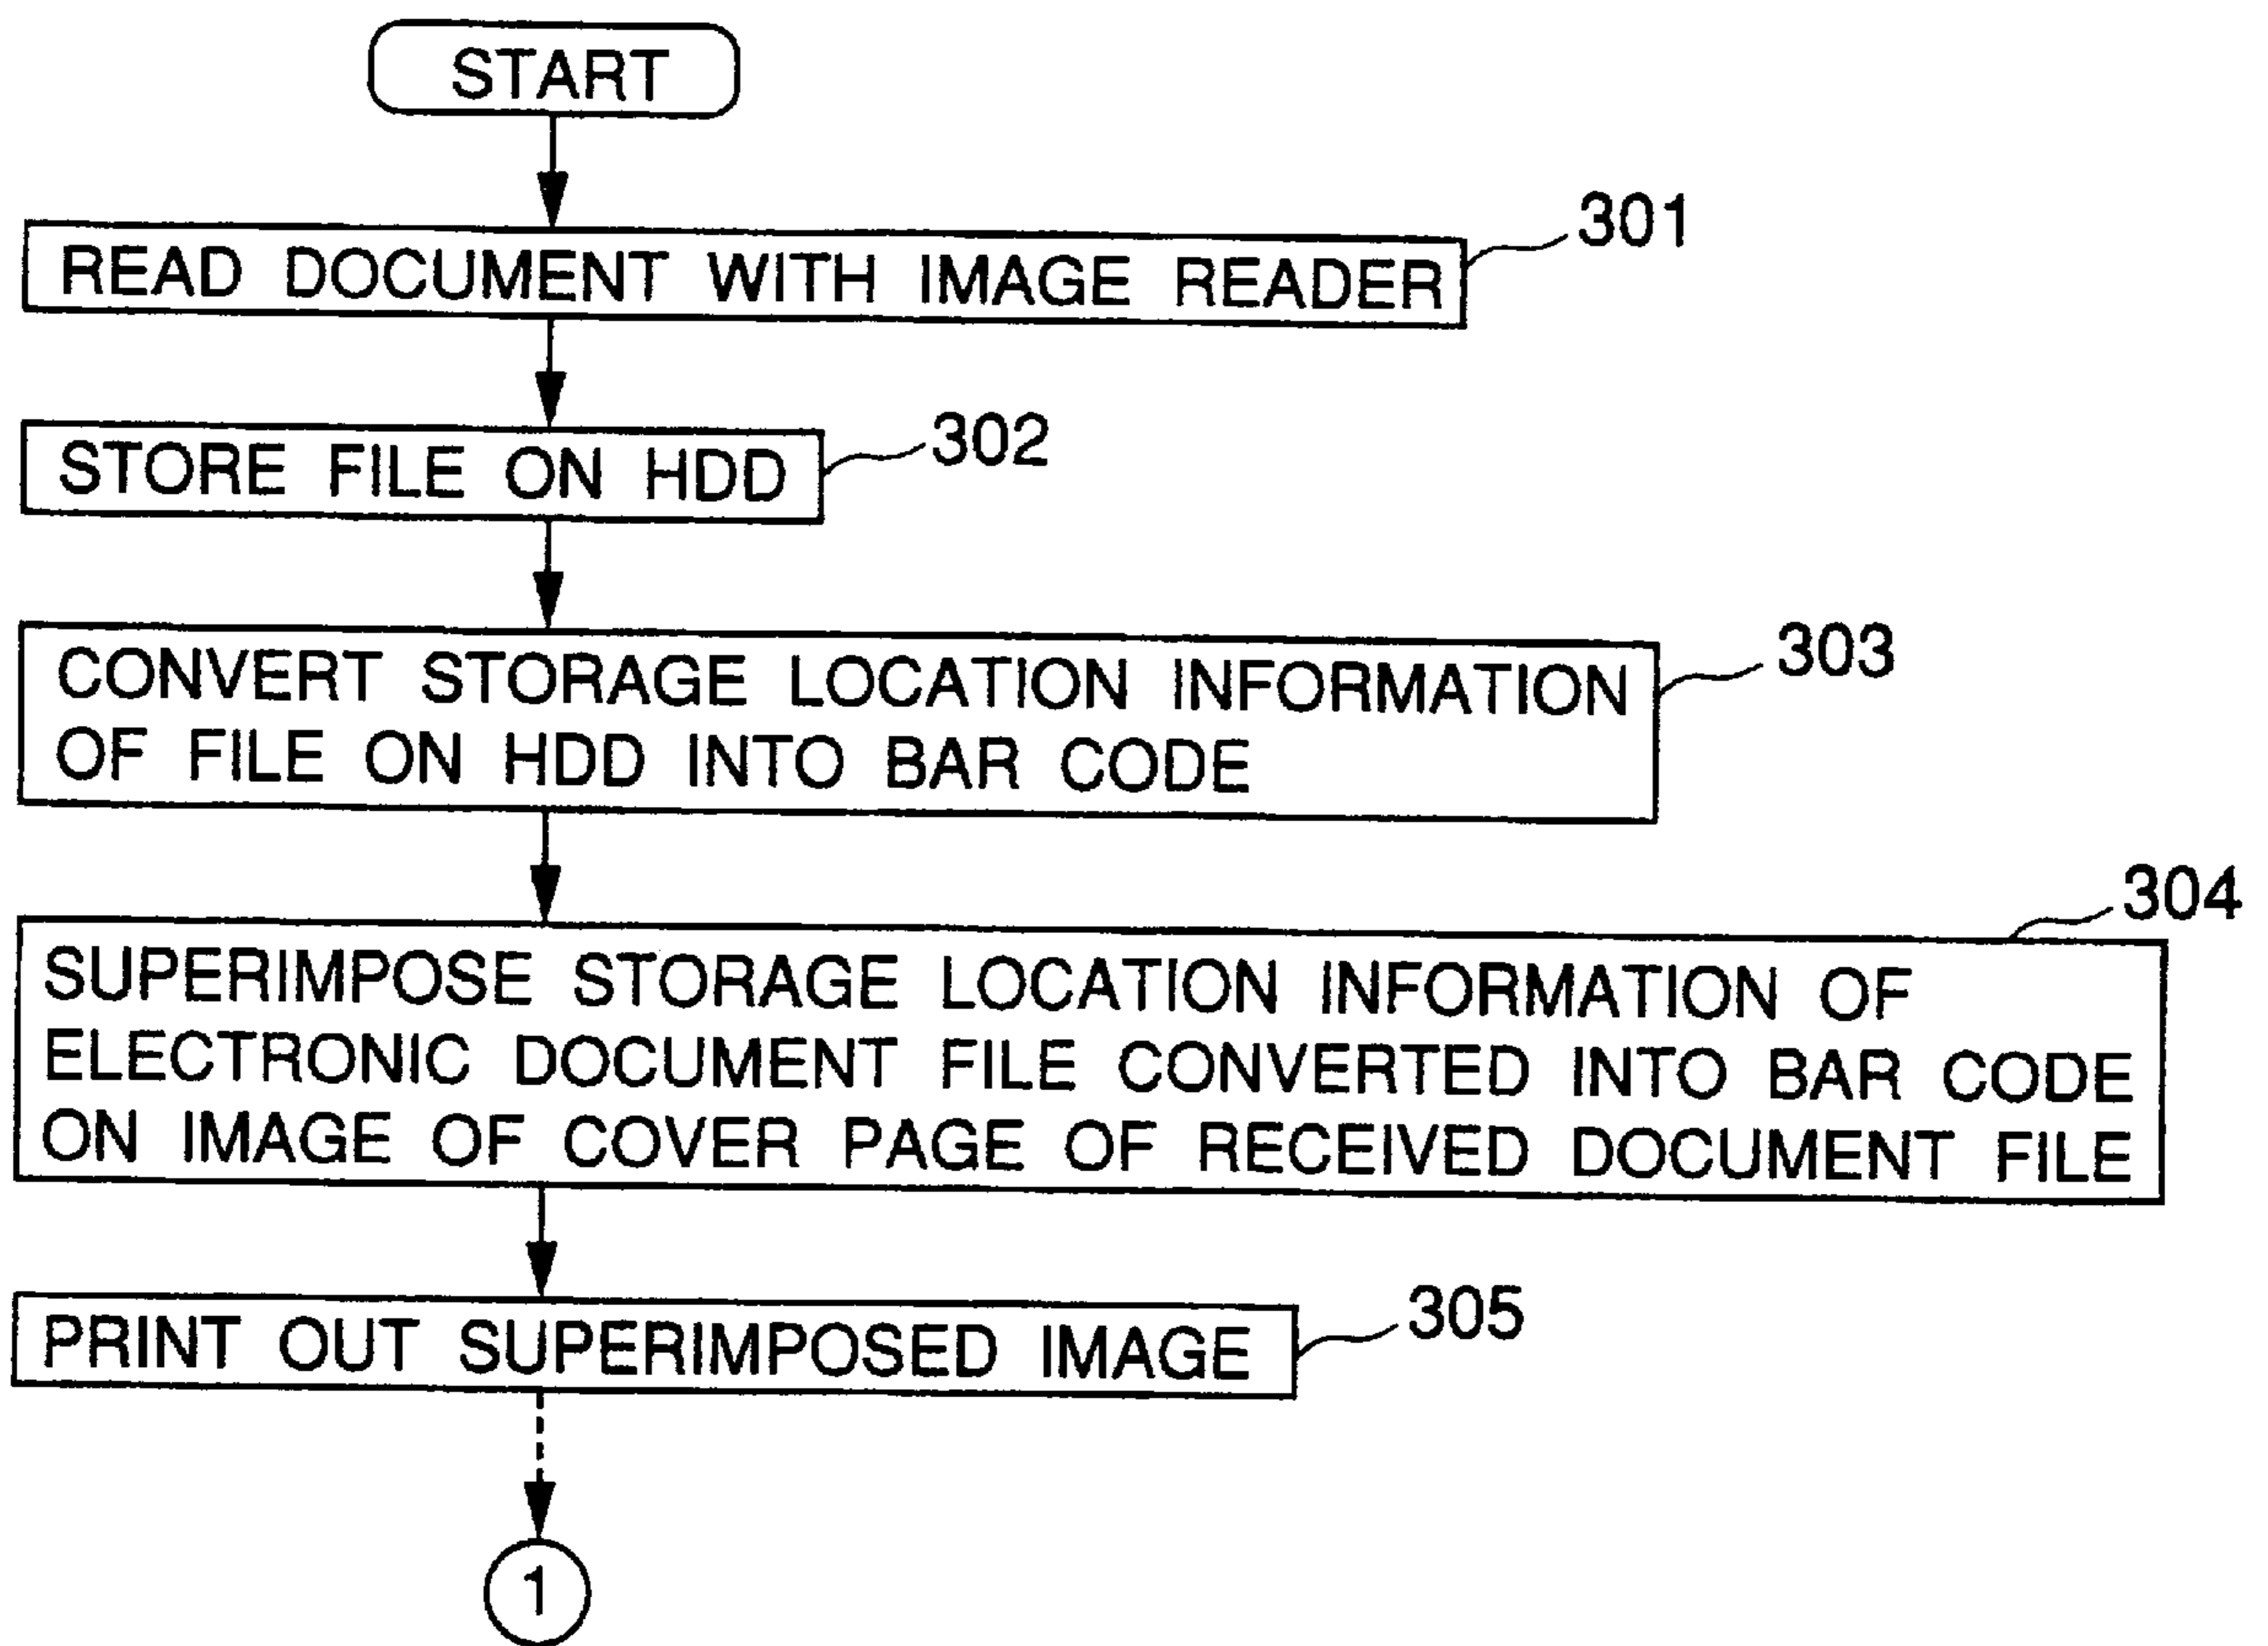 START
READ DOCUMENT WITH IMAGE READER
301
STORE FILE ON HDD
302
CONVERT STORAGE LOCATION INFORMATION
OF FILE ON HDD INTO BAR CODE
303
304
SUPERIMPOSE STORAGE LOCATION INFORMATION OF
ELECTRONIC DOCUMENT FILE CONVERTED INTO BAR CODE
ON IMAGE OF COVER PAGE OF RECEIVED DOCUMENT FILE
PRINT OUT SUPERIMPOSED IMAGE
305
1